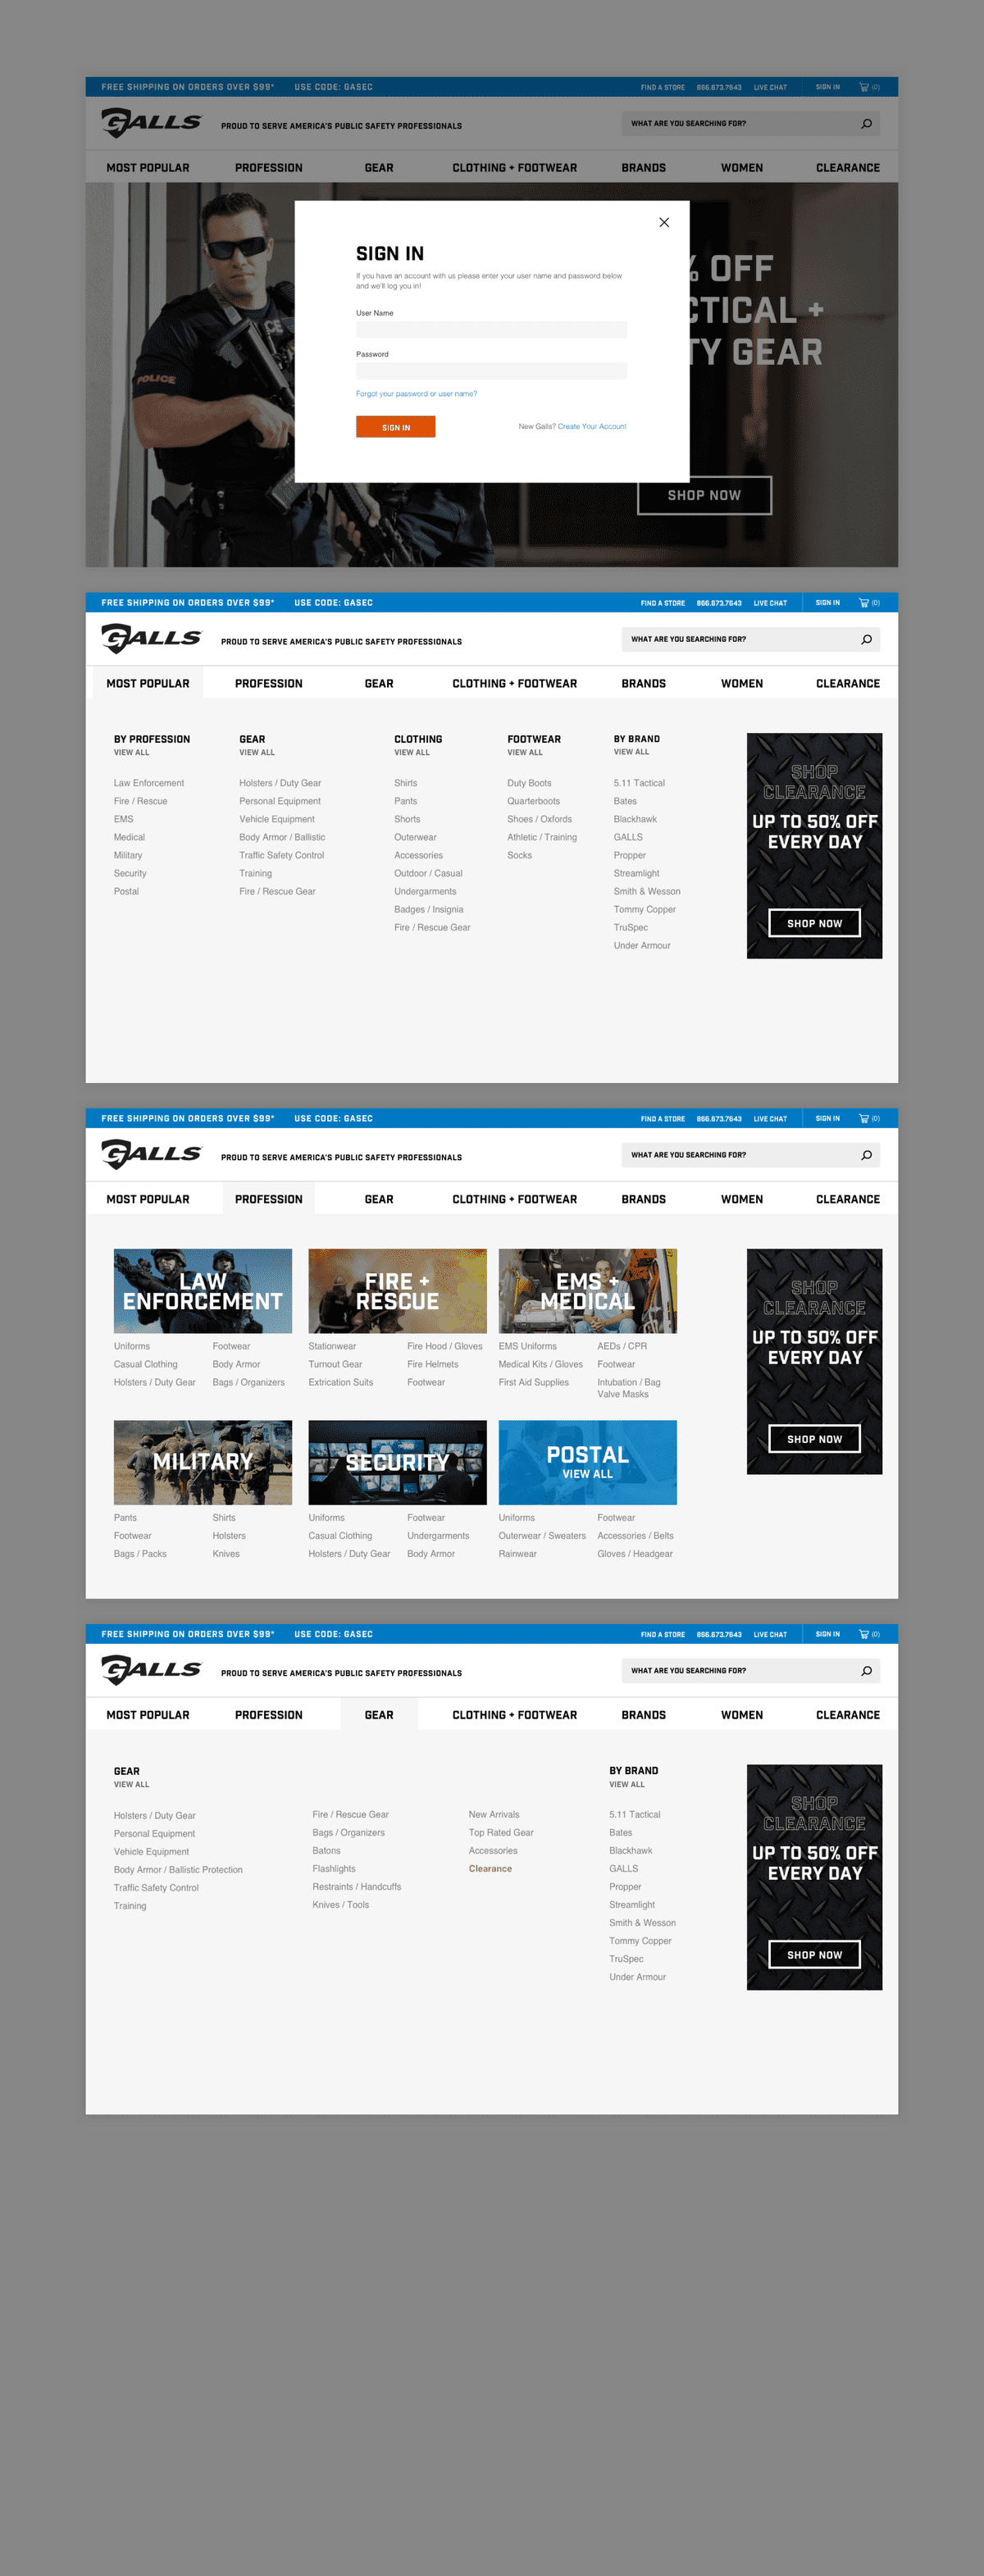 FREE SHIPPING ON ORDERS OVER $99* USE CODE: GASEC FIND A STORE 866.673.7643 LIVE CHAT SIGN IN (0)
GALLS PROUD TO SERVE AMERICA'S PUBLIC SAFETY PROFESSIONALS WHAT ARE YOU SEARCHING FOR?
MOST POPULAR PROFESSION GEAR CLOTHING + FOOTWEAR BRANDS WOMEN CLEARANCE
POLICE
% OFF
CTICAL +
TY GEAR
SHOP NOW
SIGN IN
If you have an account with us please enter your user name and password below
and we'll log you in!
User Name
Password
Forgot your password or user name?
SIGN IN New Galls? Create Your Account
FREE SHIPPING ON ORDERS OVER $99* USE CODE: GASEC FIND A STORE 866.673.7643 LIVE CHAT SIGN IN (0)
GALLS PROUD TO SERVE AMERICA'S PUBLIC SAFETY PROFESSIONALS WHAT ARE YOU SEARCHING FOR?
MOST POPULAR PROFESSION GEAR CLOTHING + FOOTWEAR BRANDS WOMEN CLEARANCE
BY PROFESSION
VIEW ALL
Law Enforcement
Fire / Rescue
EMS
Medical
Military
Security
Postal
GEAR
VIEW ALL
Holsters / Duty Gear
Personal Equipment
Vehicle Equipment
Body Armor / Ballistic
Traffic Safety Control
Training
Fire / Rescue Gear
CLOTHING
VIEW ALL
Shirts
Pants
Shorts
Outerwear
Accessories
Outdoor / Casual
Undergarments
Badges / Insignia
Fire / Rescue Gear
FOOTWEAR
VIEW ALL
Duty Boots
Quarterboots
Shoes / Oxfords
Athletic / Training
Socks
BY BRAND
VIEW ALL
5.11 Tactical
Bates
Blackhawk
GALLS
Propper
Streamlight
Smith & Wesson
Tommy Copper
TruSpec
Under Armour
SHOP
CLEARANCE
UP TO 50% OFF
EVERY DAY
SHOP NOW
FREE SHIPPING ON ORDERS OVER $99* USE CODE: GASEC FIND A STORE 866.673.7643 LIVE CHAT SIGN IN (0)
GALLS PROUD TO SERVE AMERICA'S PUBLIC SAFETY PROFESSIONALS WHAT ARE YOU SEARCHING FOR?
MOST POPULAR PROFESSION GEAR CLOTHING + FOOTWEAR BRANDS WOMEN CLEARANCE
LAW
ENFORCEMENT
Uniforms Footwear
Casual Clothing Body Armor
Holsters / Duty Gear Bags / Organizers
FIRE +
RESCUE
Stationwear Fire Hood / Gloves
Turnout Gear Fire Helmets
Extrication Suits Footwear
EMS +
MEDICAL
EMS Uniforms AEDs / CPR
Medical Kits / Gloves Footwear
First Aid Supplies Intubation / Bag
Valve Masks
MILITARY
Pants Shirts
Footwear Holsters
Bags / Packs Knives
SECURITY
Uniforms Footwear
Casual Clothing Undergarments
Holsters / Duty Gear Body Armor
POSTAL
VIEW ALL
Uniforms Footwear
Outerwear / Sweaters Accessories / Belts
Rainwear Gloves / Headgear
SHOP
CLEARANCE
UP TO 50% OFF
EVERY DAY
SHOP NOW
FREE SHIPPING ON ORDERS OVER $99* USE CODE: GASEC FIND A STORE 866.673.7643 LIVE CHAT SIGN IN (0)
GALLS PROUD TO SERVE AMERICA'S PUBLIC SAFETY PROFESSIONALS WHAT ARE YOU SEARCHING FOR?
MOST POPULAR PROFESSION GEAR CLOTHING + FOOTWEAR BRANDS WOMEN CLEARANCE
GEAR
VIEW ALL
Holsters / Duty Gear
Personal Equipment
Vehicle Equipment
Body Armor / Ballistic Protection
Traffic Safety Control
Training
Fire / Rescue Gear
Bags / Organizers
Batons
Flashlights
Restraints / Handcuffs
Knives / Tools
New Arrivals
Top Rated Gear
Accessories
Clearance
BY BRAND
VIEW ALL
5.11 Tactical
Bates
Blackhawk
GALLS
Propper
Streamlight
Smith & Wesson
Tommy Copper
TruSpec
Under Armour
SHOP
CLEARANCE
UP TO 50% OFF
EVERY DAY
SHOP NOW